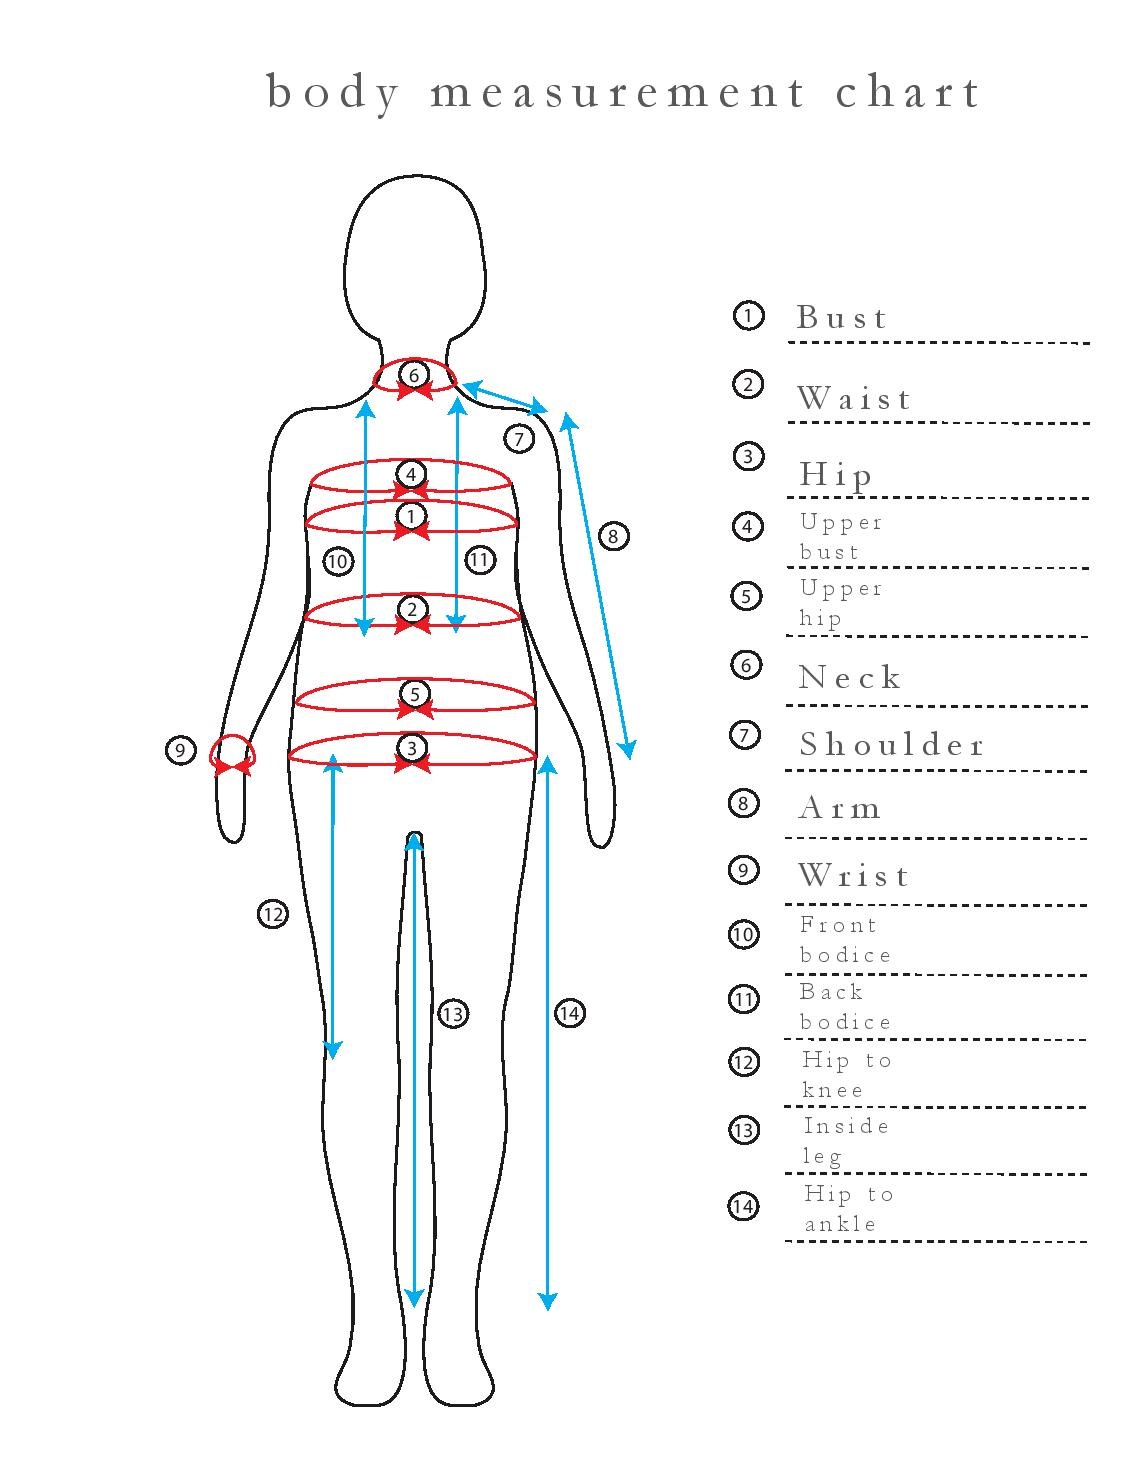 body measurement chart
6
7
4
1
8
10
11
2
5
9
3
12
13
14
1 Bust
2 Waist
3 Hip
4 Upper
bust
5 Upper
hip
6 Neck
7 Shoulder
8 Arm
9 Wrist
10 Front
bodice
11 Back
bodice
12 Hip to
knee
13 Inside
leg
14 Hip to
ankle